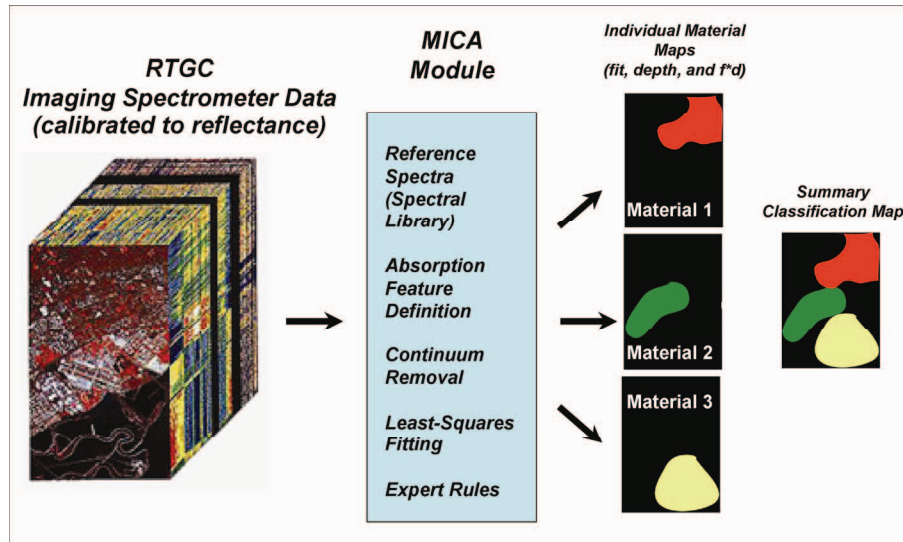 RTGC
Imaging Spectrometer Data
(calibrated to reflectance)
MICA
Module
Reference
Spectra
(Spectral
Library)
Absorption
Feature
Definition
Continuum
Removal
Least-Squares
Fitting
Expert Rules
Individual Material
Maps
(fit, depth, and f*d)
Material 1
Material 2
Material 3
Summary
Classification Map